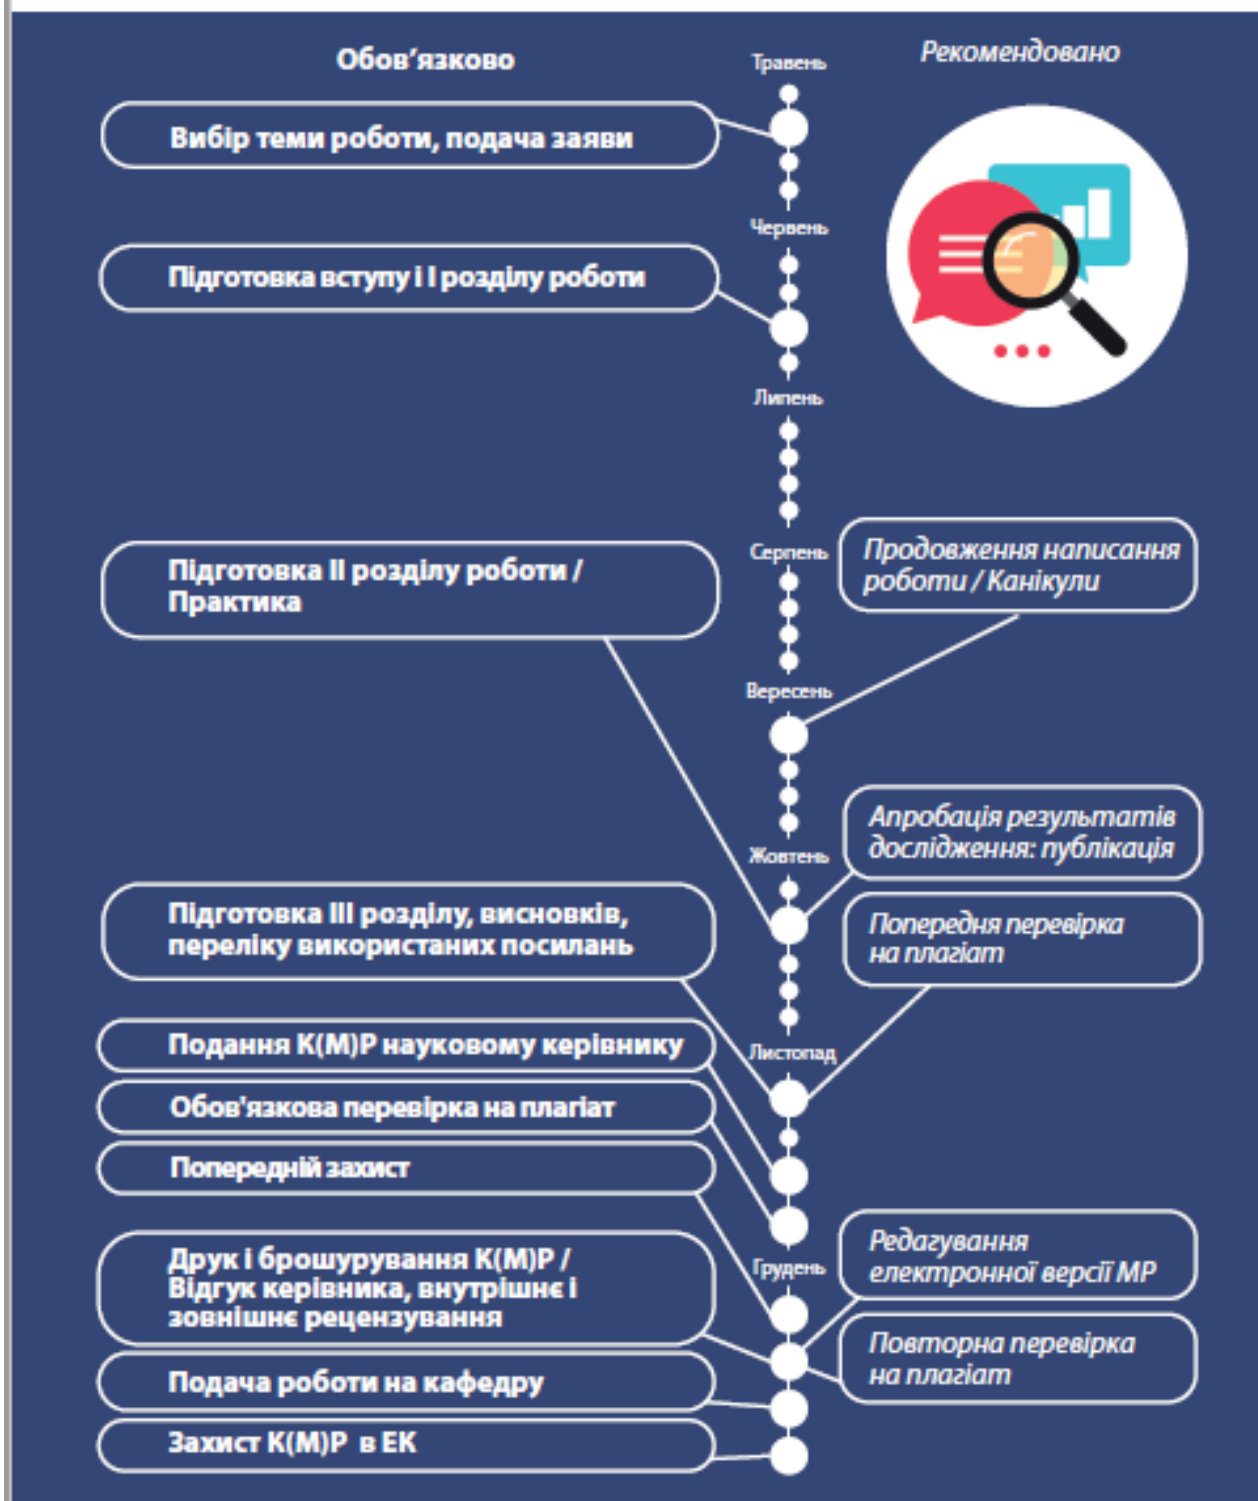 Обов’язково
Травень
Рекомендовано
Вибір теми роботи, подача заяви
Червень
Підготовка вступу і І розділу роботи
Липень
Підготовка ІІ розділу роботи /
Практика
Серпень
Продовження написання
роботи / Канікули
Вересень
Апробація результатів
дослідження: публікація
Жовтень
Підготовка ІІІ розділу, висновків,
переліку використаних посилань
Попередня перевірка
на плагіат
Подання К(М)Р науковому керівнику
Листопад
Обов'язкова перевірка на плагіат
Попередній захист
Друк і брошурування К(М)Р /
Відгук керівника, внутрішнє і
зовнішнє рецензування
Грудень
Редагування
електронної версії МР
Повторна перевірка
на плагіат
Подача роботи на кафедру
Захист К(М)Р в ЕК